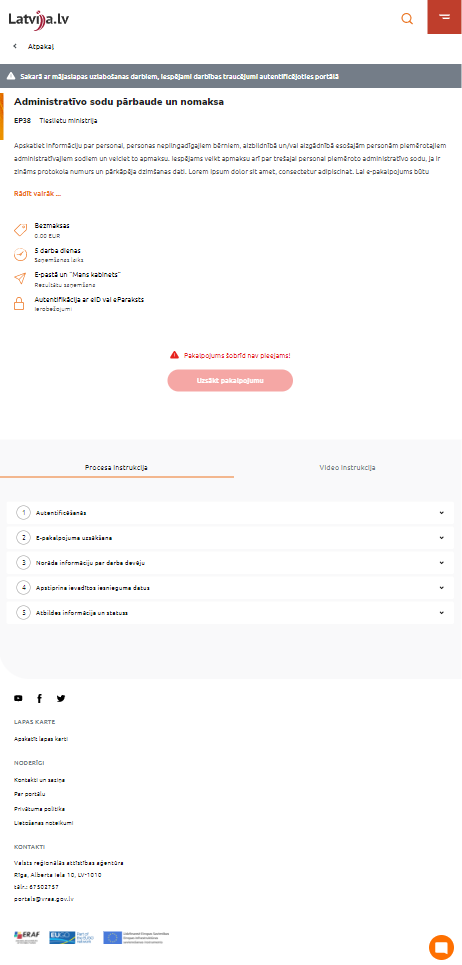 Latvija.lv
Atpakaļ
Sakarā ar mājaslapas uzlabošanas darbiem, iespējami darbības traucējumi autentificējoties portālā
Administratīvo sodu pārbaude un nomaksa
EP38 Tieslietu ministrija
Apskatiet informāciju par personai, personas nepilngadīgajiem bērniem, aizbildnībā un/vai aizgādnībā esošajām personām piemērotajiem
administratīvajiem sodiem un veiciet to apmaksu. Iespējams veikt apmaksu arī par trešajai personai piemēroto administratīvo sodu, ja ir
zināms protokola numurs un pārkāpēja dzimšanas dati. Lorem ipsum dolor sit amet, consectetur adipiscinat. Lai e-pakalpojums būtu
Rādīt vairāk ...
Bezmaksas
0.00 EUR
5 darba dienas
Saņemšanas laiks
E-pastā un "Mans kabinets"
Rezultātu saņemšana
Autentifikācija ar eID vai eParaksts
Ierobežojumi
Pakalpojums šobrīd nav pieejams!
Uzsākt pakalpojumu
Procesa instrukcija
Video instrukcija
1 Autentificēšanās
2 E-pakalpojuma uzsākšana
3 Norāda informāciju par darba devēju
4 Apstiprina ievadītos iesnieguma datus
5 Atbildes informācija un statuss
LAPAS KARTE
Apskatīt lapas karti
NODERĪGI
Kontakti un saziņa
Par portālu
Privātuma politika
Lietošanas noteikumi
KONTAKTI
Valsts reģionālās attīstības aģentūra
Rīga, Alberta iela 10, LV-1010
tālr.: 67502757
portals@vraa.gov.lv
ERAF